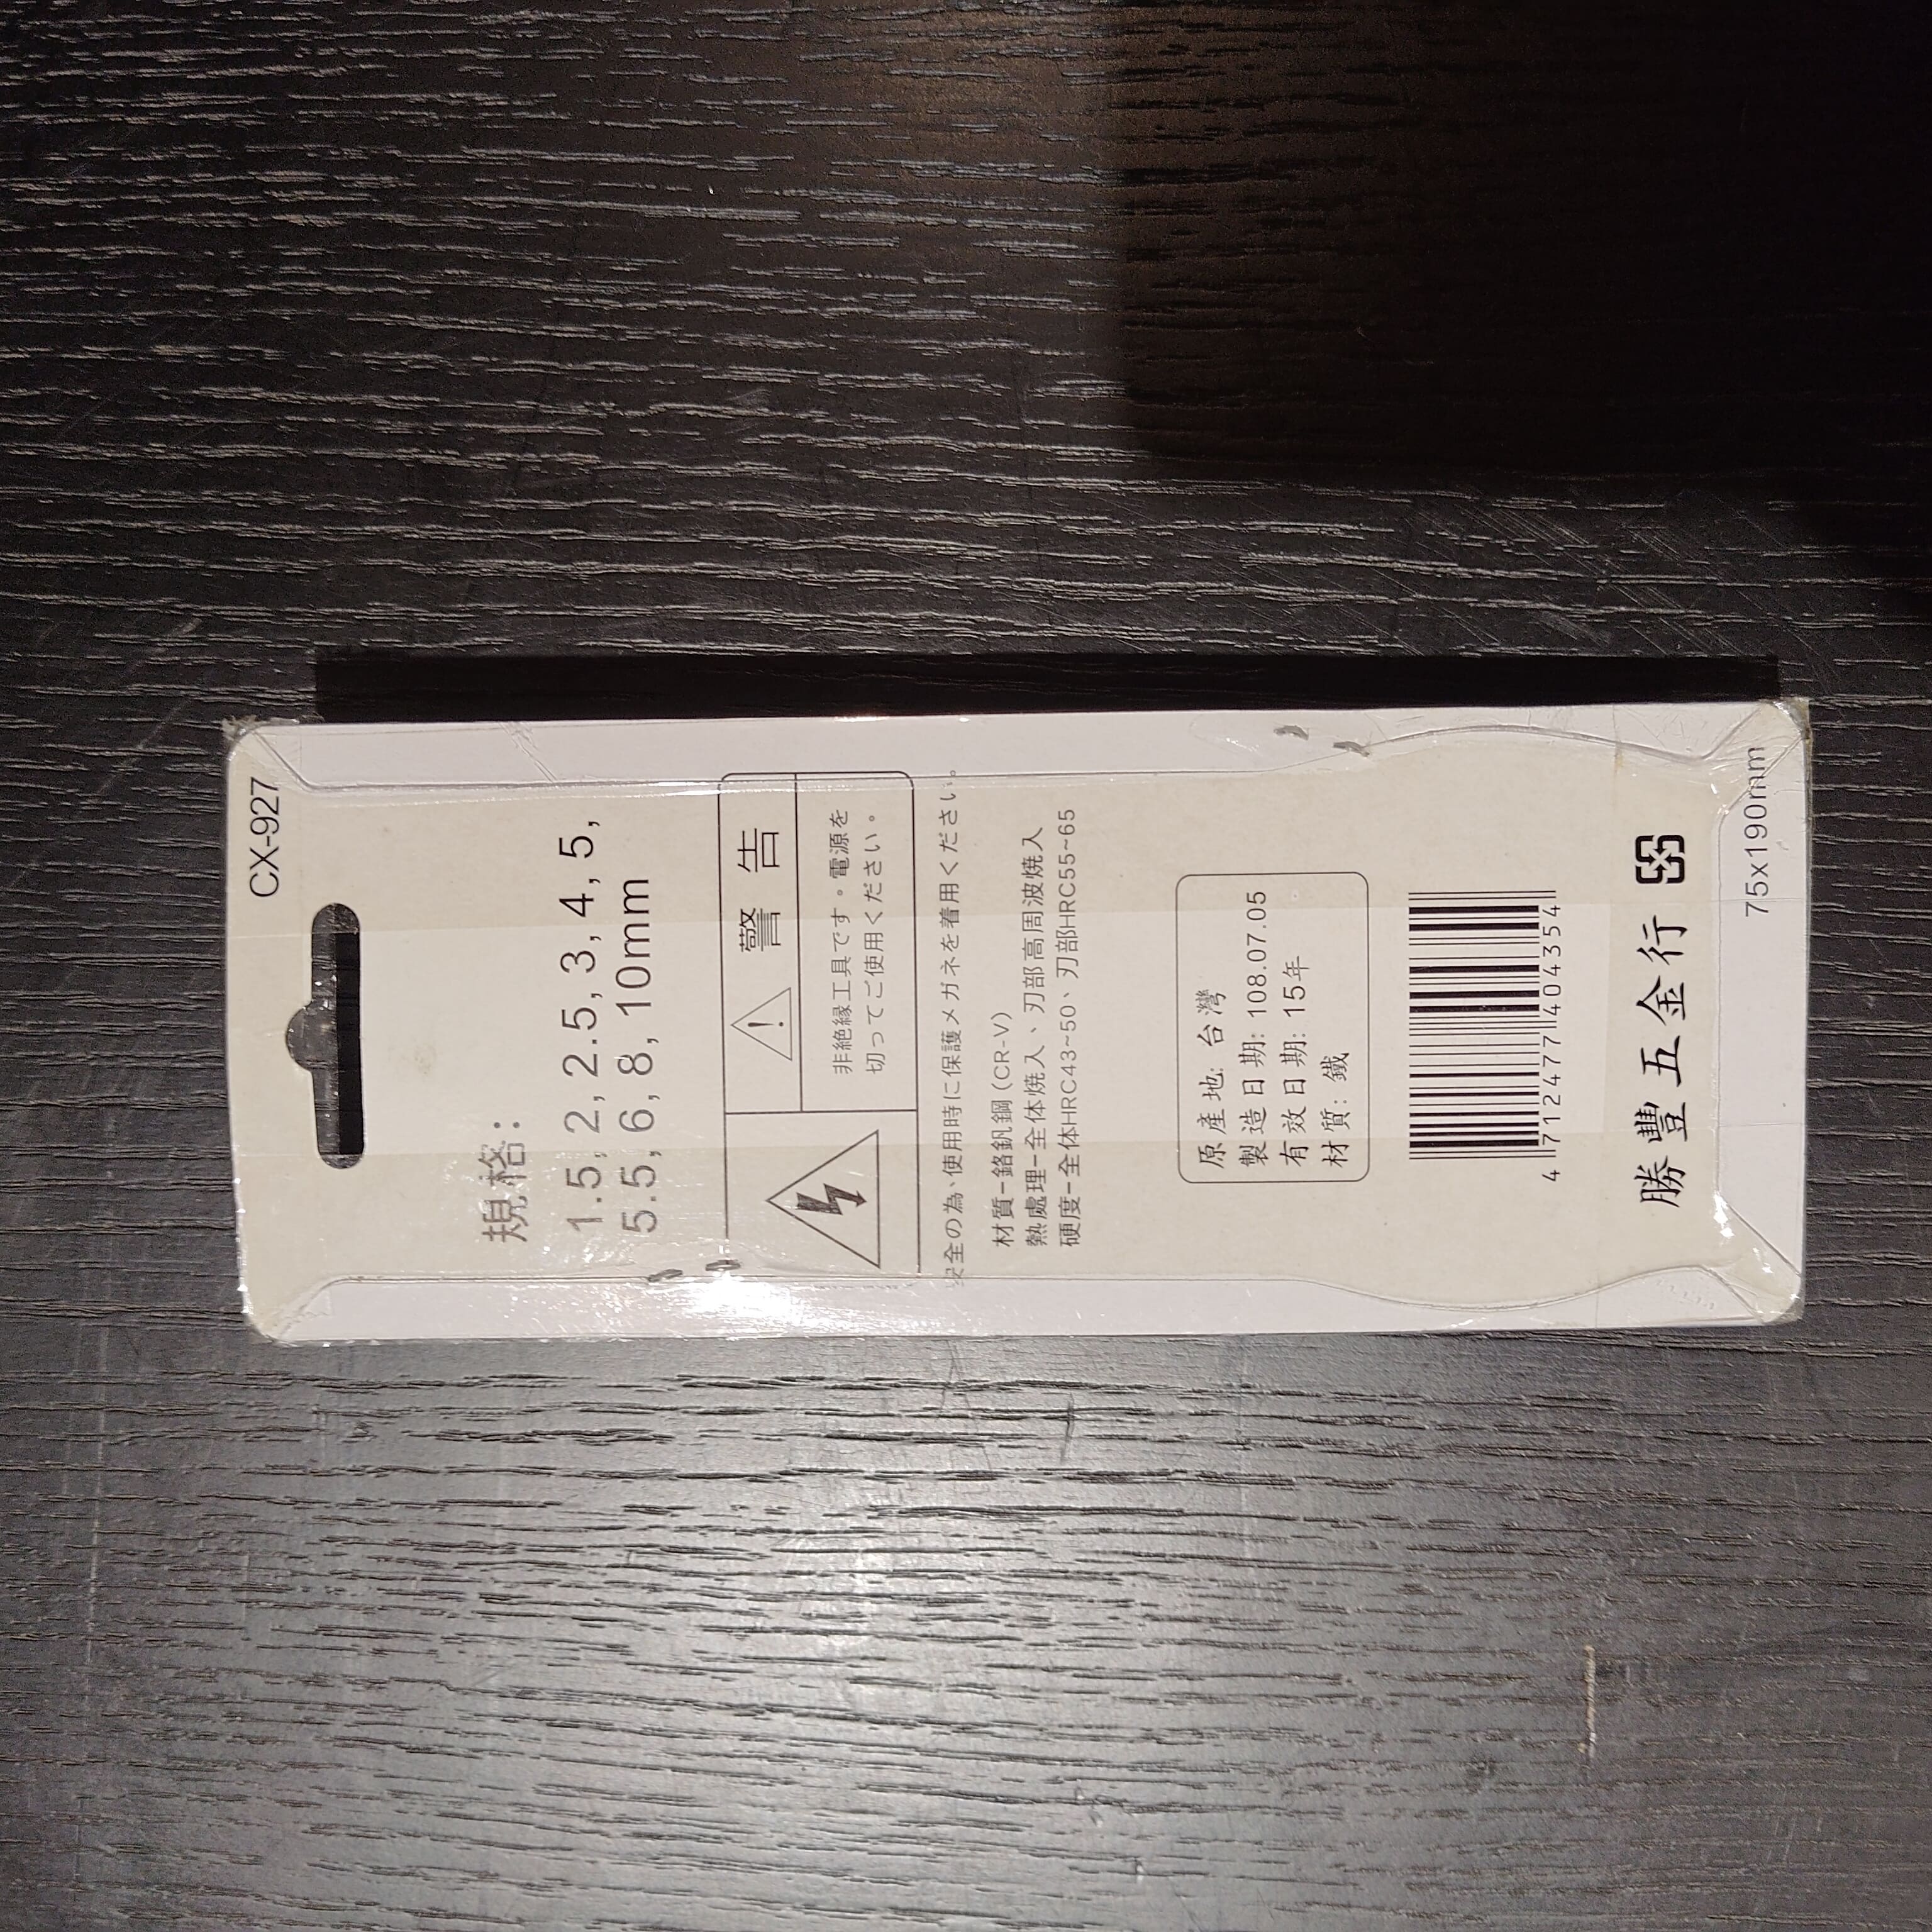 CX-927
規格：
1.5, 2, 2.5, 3, 4, 5,
5.5, 6, 8, 10mm
警告
非絶縁工具です。電源を
切ってご使用ください。
安全の為、使用時に保護メガネを着用ください。
材質-鉻釩鋼(CR-V)
熱處理-全体焼入、刃部高周波焼入
硬度-全体HRC43~50、刃部HRC55~65
原產地: 台灣
製造日期: 108.07.05
有效日期: 15年
材質: 鐵
4 712477 404354
勝豐五金行
75x190mm